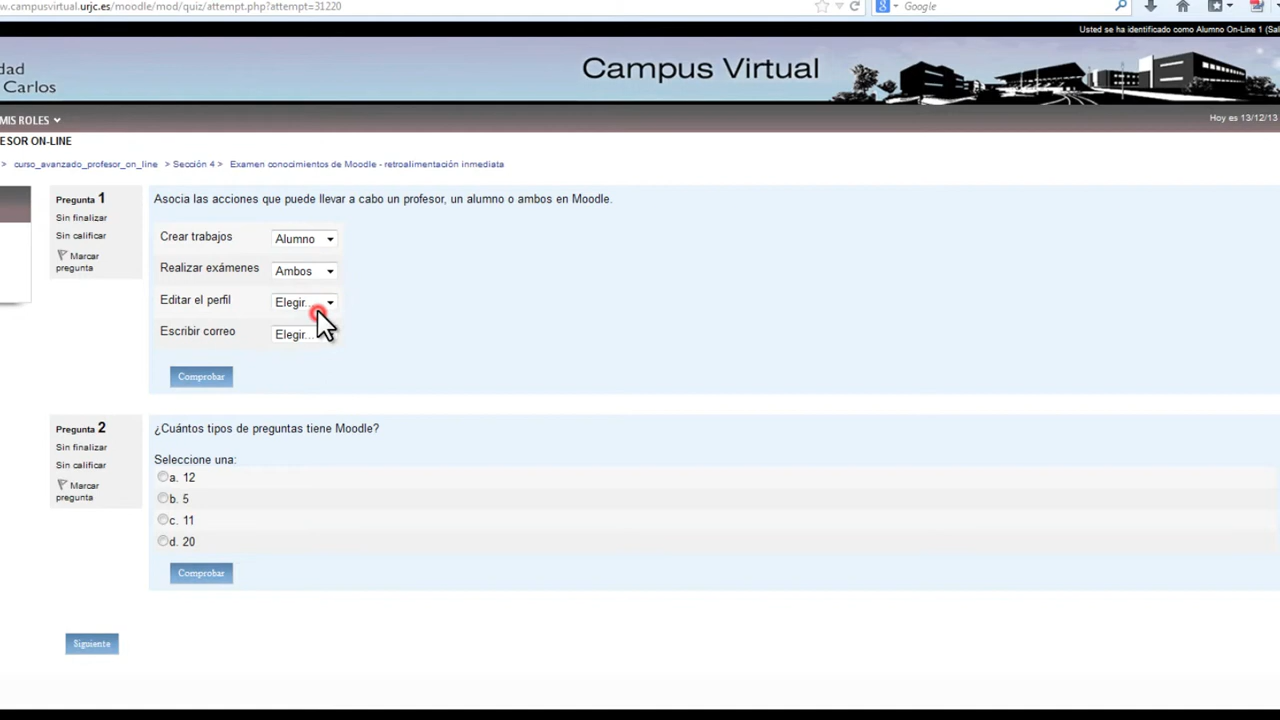 w.campusvirtual.urjc.es/moodle/mod/quiz/attempt.php?attempt=31220
Google
Usted se ha identificado como Alumno On-Line 1 (Sal
dad
Carlos
Campus Virtual
MIS ROLES
Hoy es 13/12/13
ESOR ON-LINE
> curso_avanzado_profesor_on_line > Sección 4 > Examen conocimientos de Moodle - retroalimentación inmediata
Pregunta 1
Sin finalizar
Sin calificar
Marcar
pregunta
Asocia las acciones que puede llevar a cabo un profesor, un alumno o ambos en Moodle.
Crear trabajos Alumno
Realizar exámenes Ambos
Editar el perfil Elegir...
Escribir correo Elegir...
Comprobar
Pregunta 2
Sin finalizar
Sin calificar
Marcar
pregunta
¿Cuántos tipos de preguntas tiene Moodle?
Seleccione una:
a. 12
b. 5
c. 11
d. 20
Comprobar
Siguiente